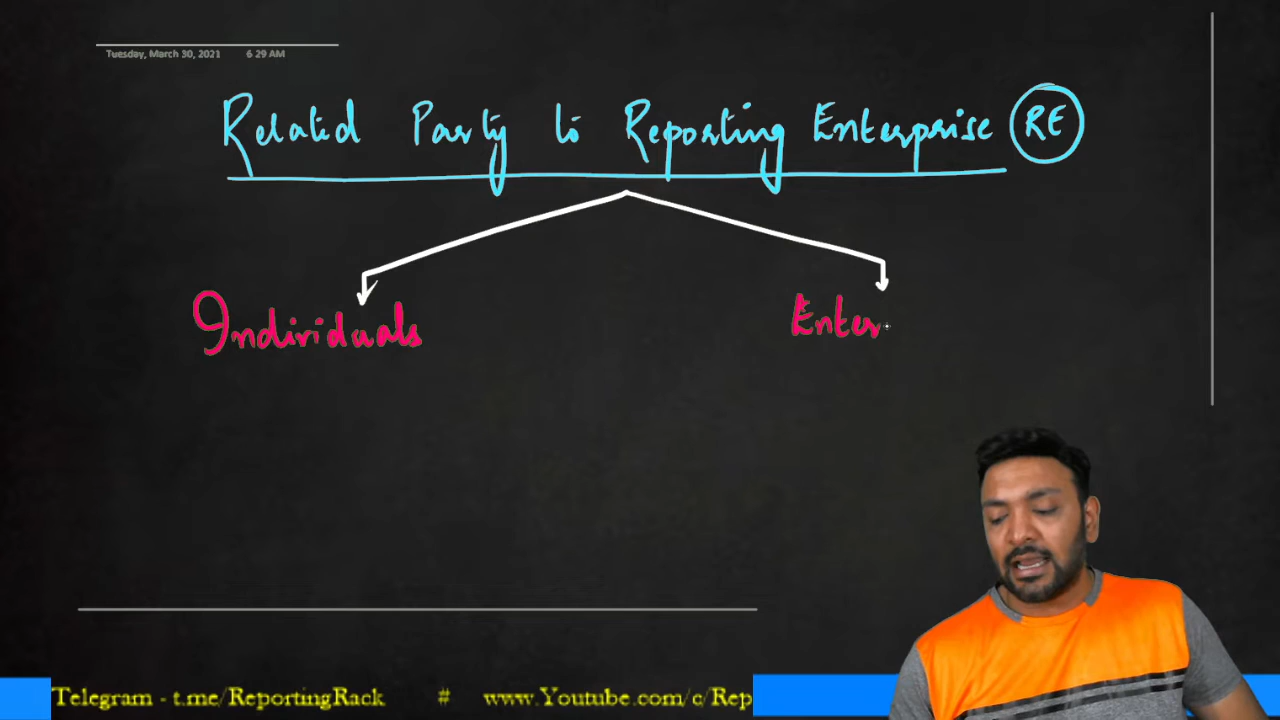 Tuesday, March 30, 2021 6 29 AM
Related Party to Reporting Enterprise RE
Individuals Enter
Telegram - t.me/ReportingRack # www.Youtube.com/c/Rep